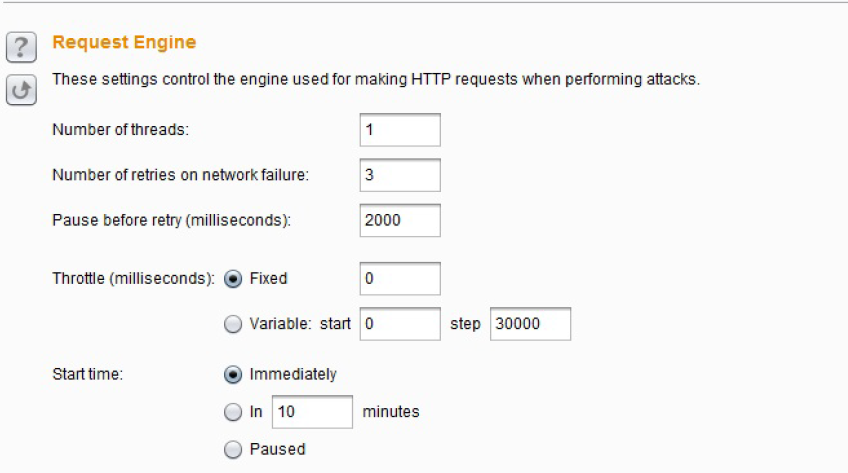 ? Request Engine
These settings control the engine used for making HTTP requests when performing attacks.
Number of threads: 1
Number of retries on network failure: 3
Pause before retry (milliseconds): 2000
Throttle (milliseconds): Fixed 0
Variable: start 0 step 30000
Start time: Immediately
In 10 minutes
Paused